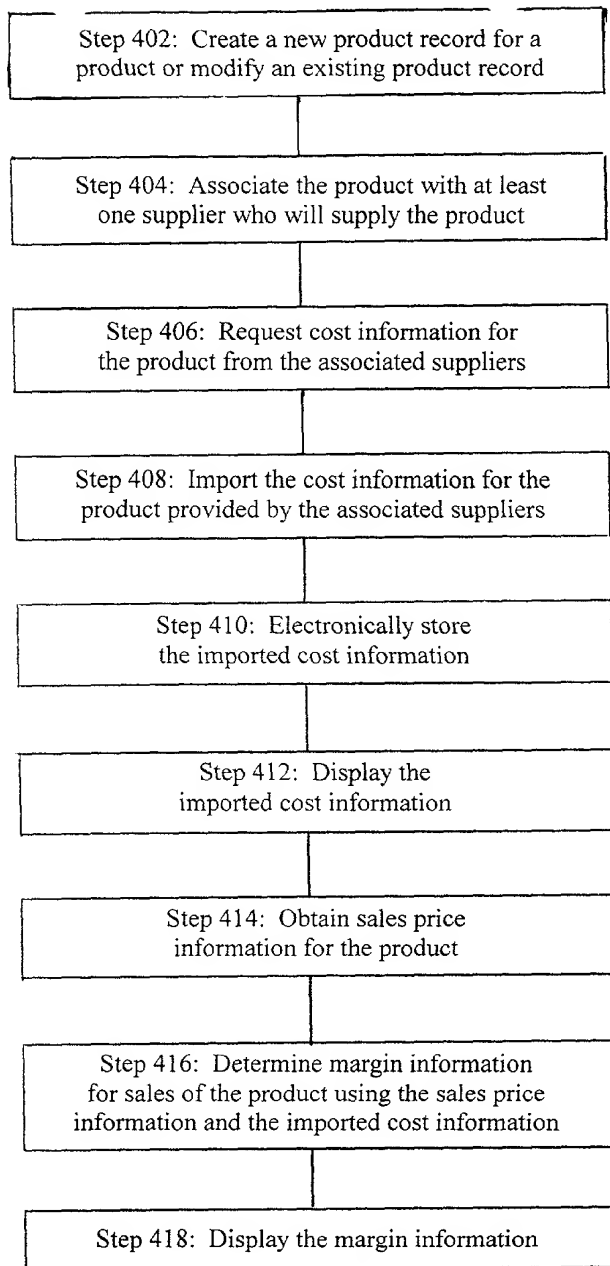 Step 402: Create a new product record for a
product or modify an existing product record
Step 404: Associate the product with at least
one supplier who will supply the product
Step 406: Request cost information for
the product from the associated suppliers
Step 408: Import the cost information for the
product provided by the associated suppliers
Step 410: Electronically store
the imported cost information
Step 412: Display the
imported cost information
Step 414: Obtain sales price
information for the product
Step 416: Determine margin information
for sales of the product using the sales price
information and the imported cost information
Step 418: Display the margin information